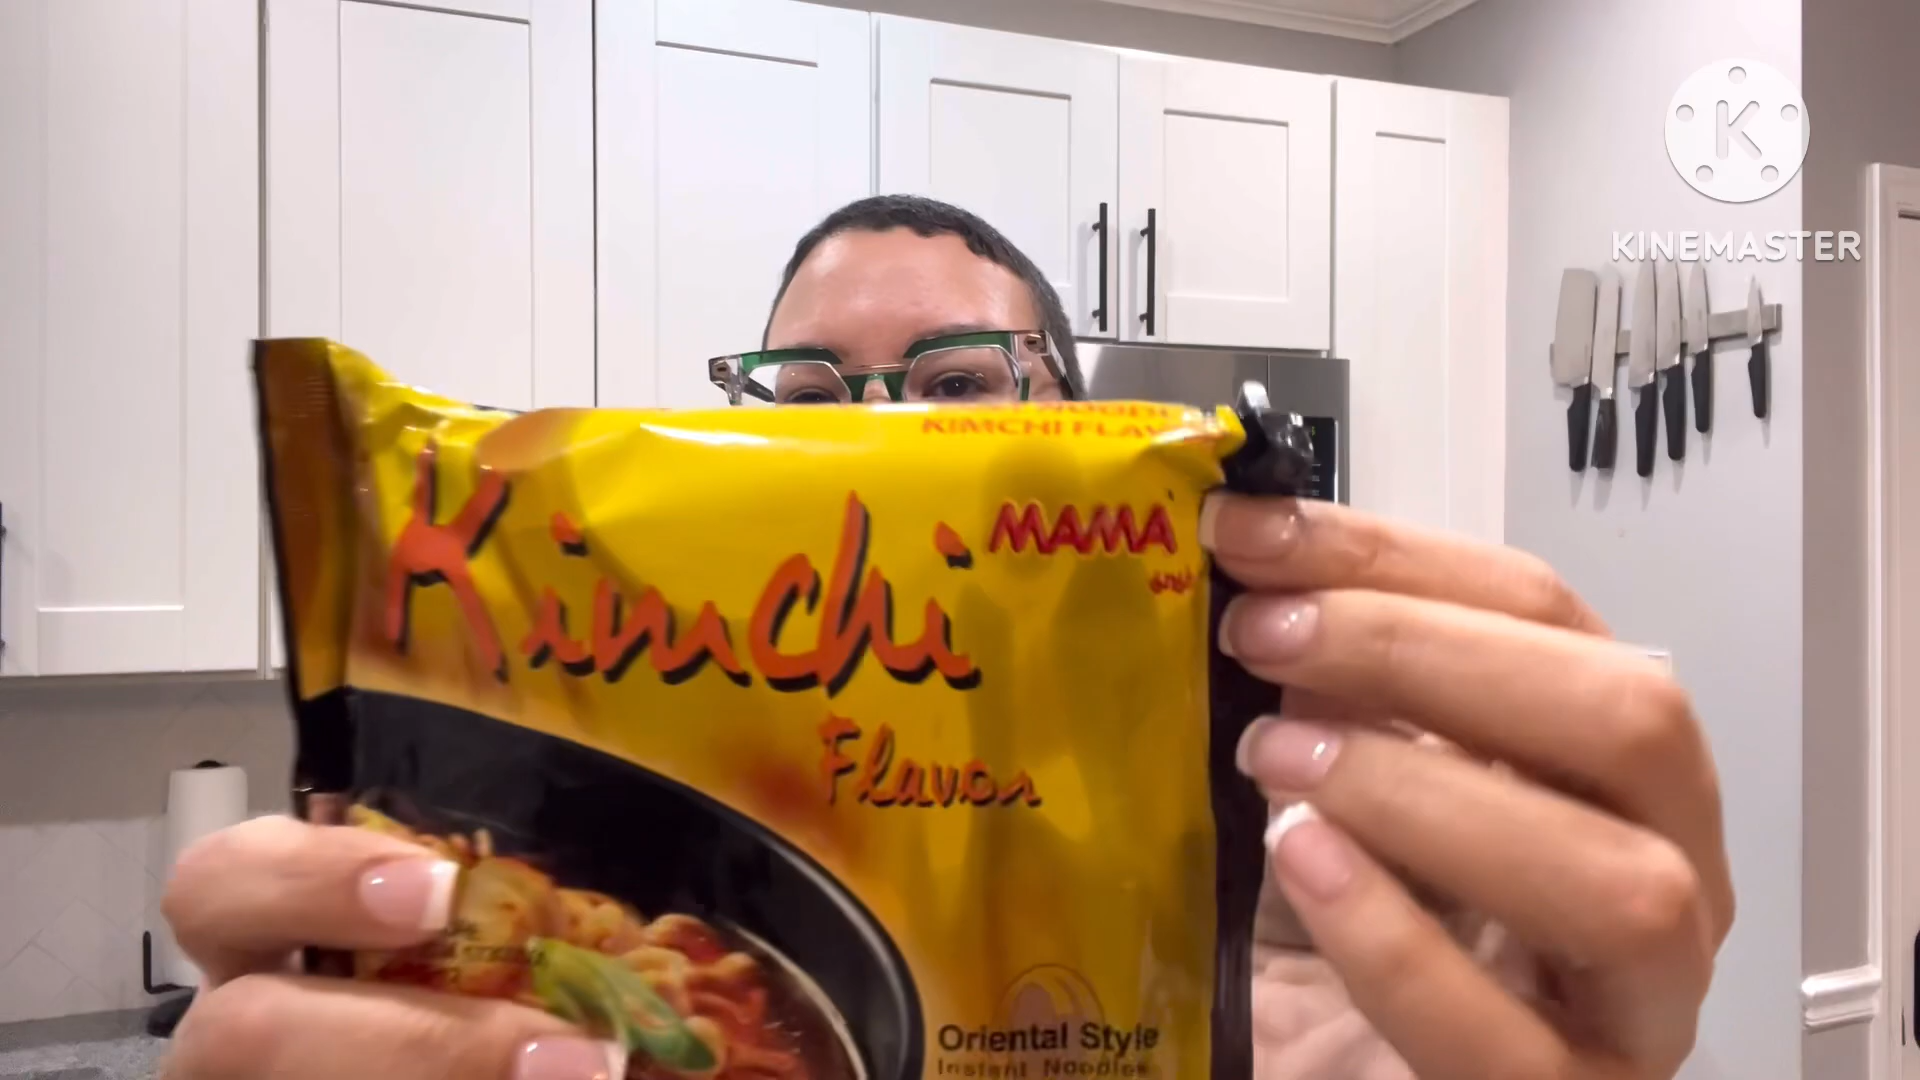 K
KINEMASTER
KIMCHI FLAV
MAMA
Kimchi
Flavor
Oriental Style
Instant Noodles